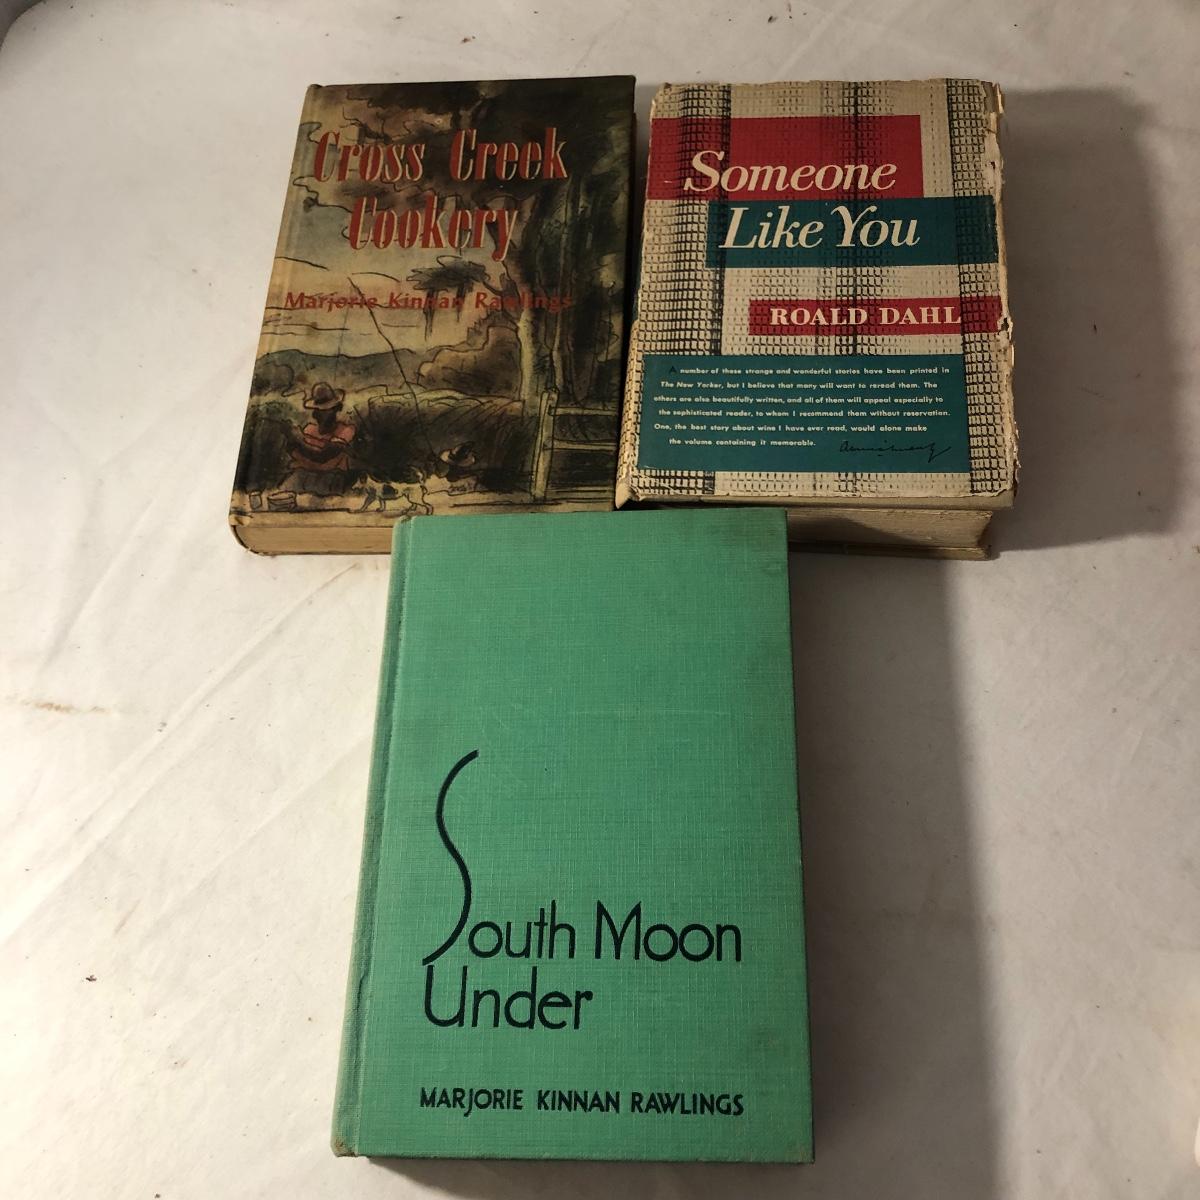 Cross Creek
Cookery
Marjorie Kinnan Rawlings
Someone
Like You
ROALD DAHL
A number of these strange and wonderful stories have been printed in
The New Yorker, but I believe that many will want to reread them. The
others are also beautifully written, and all of them will appeal especially to
the sophisticated reader, to whom I recommend them without reservation.
One, the best story about wine I have ever read, would alone make
the volume containing it memorable.
South Moon
Under
MARJORIE KINNAN RAWLINGS